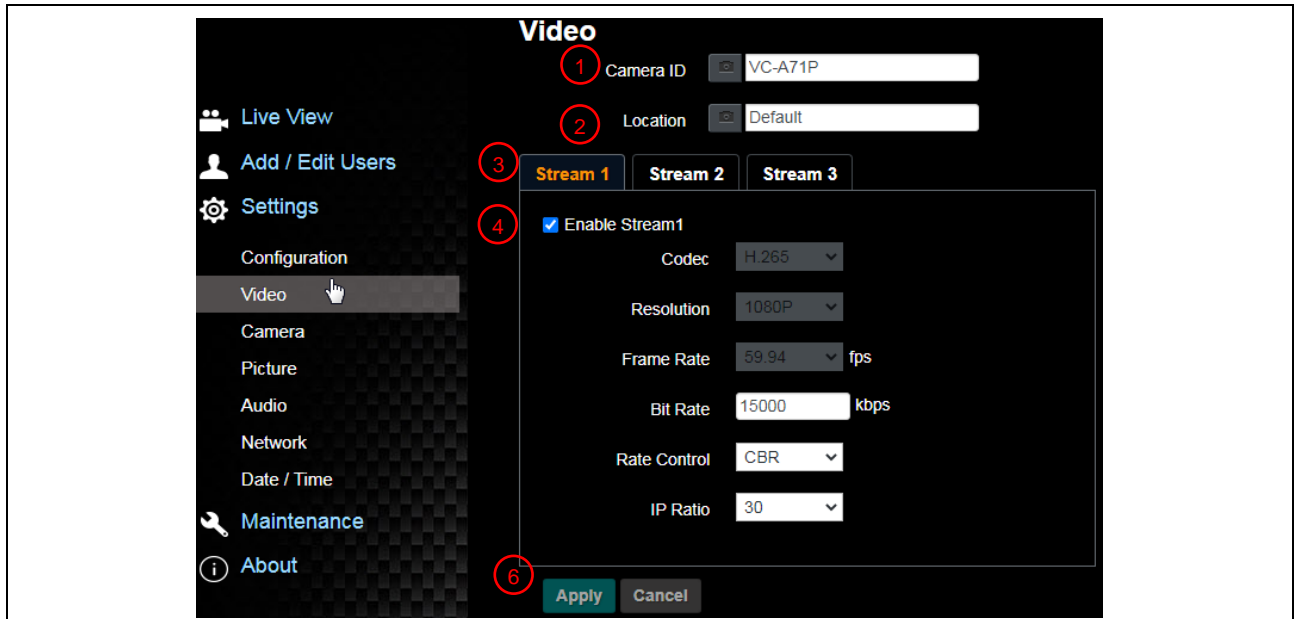 Video
1 Camera ID VC-A71P
2 Location Default
Live View
Add / Edit Users
Settings
Configuration
Video
Camera
Picture
Audio
Network
Date / Time
Maintenance
About
3 Stream 1 Stream 2 Stream 3
4 Enable Stream1
Codec H.265
Resolution 1080P
Frame Rate 59.94 fps
Bit Rate 15000 kbps
Rate Control CBR
IP Ratio 30
6 Apply Cancel